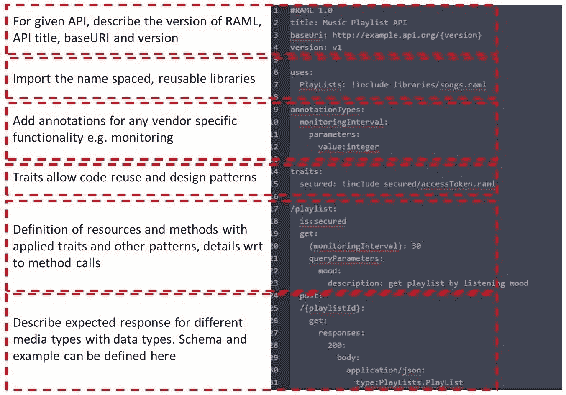 For given API, describe the version of RAML,
API title, baseURI and version
Import the name spaced, reusable libraries
Add annotations for any vendor specific
functionality e.g. monitoring
Traits allow code reuse and design patterns
Definition of resources and methods with
applied traits and other patterns, details wrt
to method calls
Describe expected response for different
media types with data types. Schema and
example can be defined here
1 #RAML 1.0
2 title: Music Playlist API
3 baseUri: http://example.api.org/{version}
4 version: v1
6 uses:
7 PlayLists: !include libraries/songs.raml
9 annotationTypes:
10 monitoringInterval:
11 parameters:
12 value:integer
14 traits:
15 secured: !include secured/accessToken.raml
17 /playlist:
18 is:secured
19 get:
20 (monitoringInterval): 30
21 queryParameters:
22 mood:
23 description: get playlist by listening mood
24 post:
25 /{playlistId}:
26 get:
27 responses:
28 200:
29 body:
30 application/json:
31 type:PlayLists.PlayList